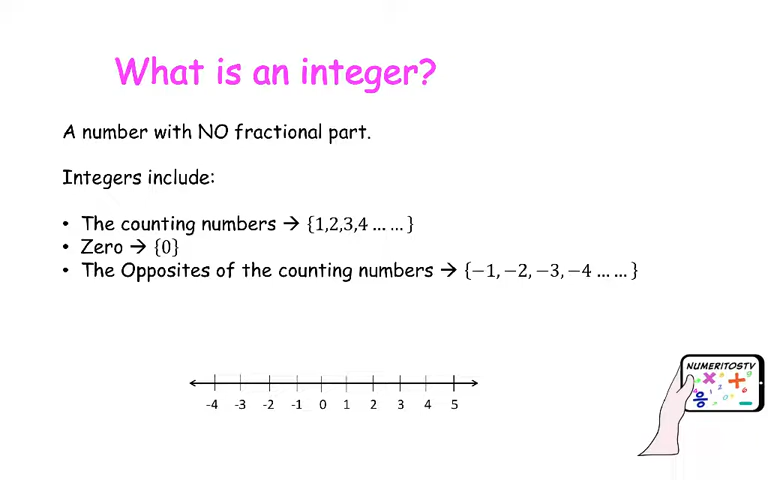 What is an integer?
A number with NO fractional part.
Integers include:
• The counting numbers → {1,2,3,4 … … }
• Zero → {0}
• The Opposites of the counting numbers → {−1, −2, −3, −4 … … }
NUMERITOSTV
-4 -3 -2 -1 0 1 2 3 4 5